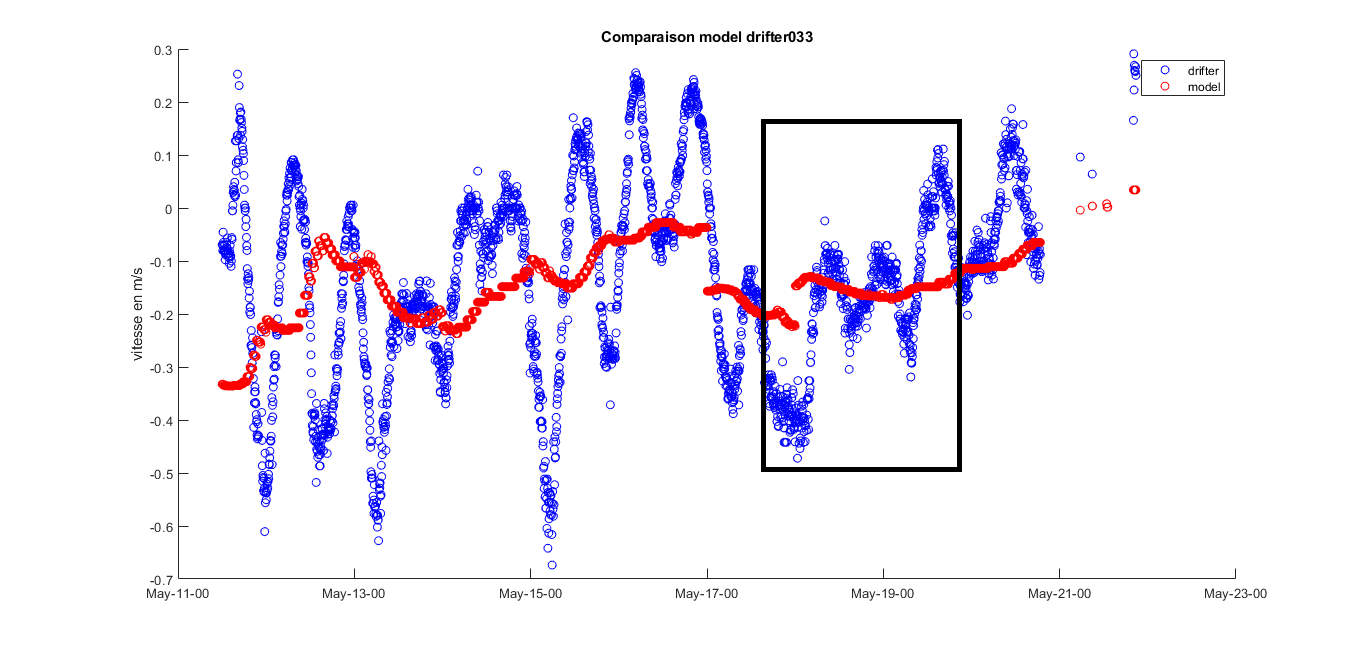 Comparaison model drifter033
0.3
0.2
0.1
0
-0.1
-0.2
-0.3
-0.4
-0.5
-0.6
-0.7
vitesse en m/s
drifter
model
May-11-00 May-13-00 May-15-00 May-17-00 May-19-00 May-21-00 May-23-00